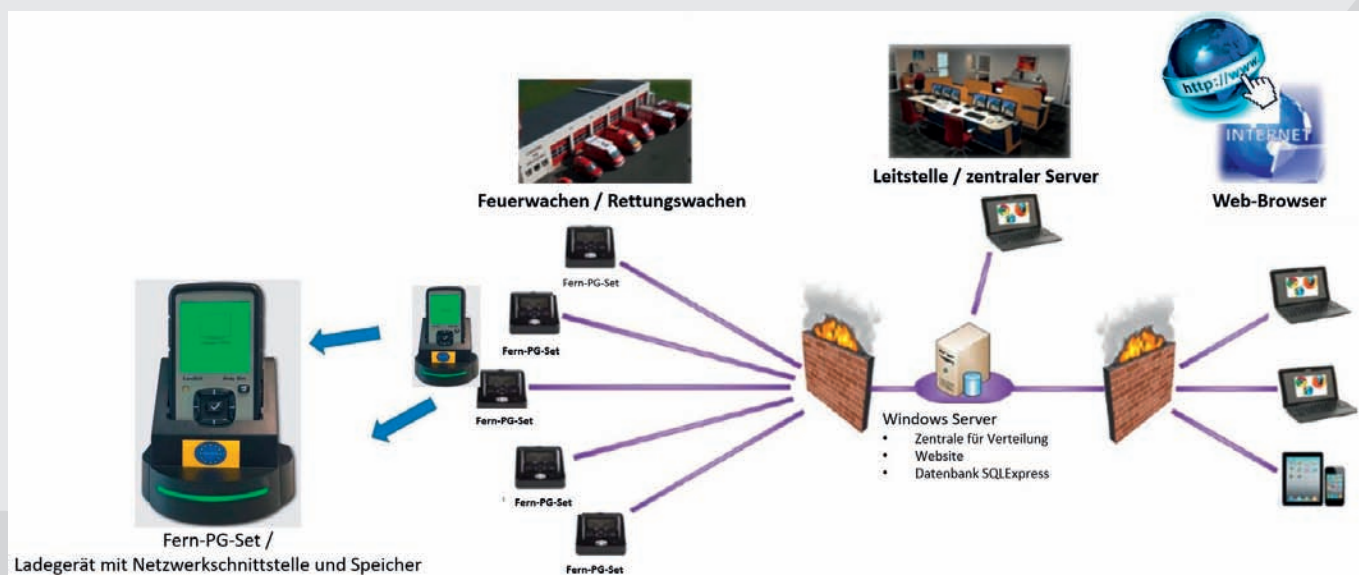 http://www.
INTERNET
Feuerwachen / Rettungswachen
Leitstelle / zentraler Server
Web-Browser
Fern-PG-Set
Fern-PG-Set
Fern-PG-Set
Fern-PG-Set
Fern-PG-Set
Windows Server
• Zentrale für Verteilung
• Website
• Datenbank SQLExpress
Fern-PG-Set /
Ladegerät mit Netzwerkschnittstelle und Speicher